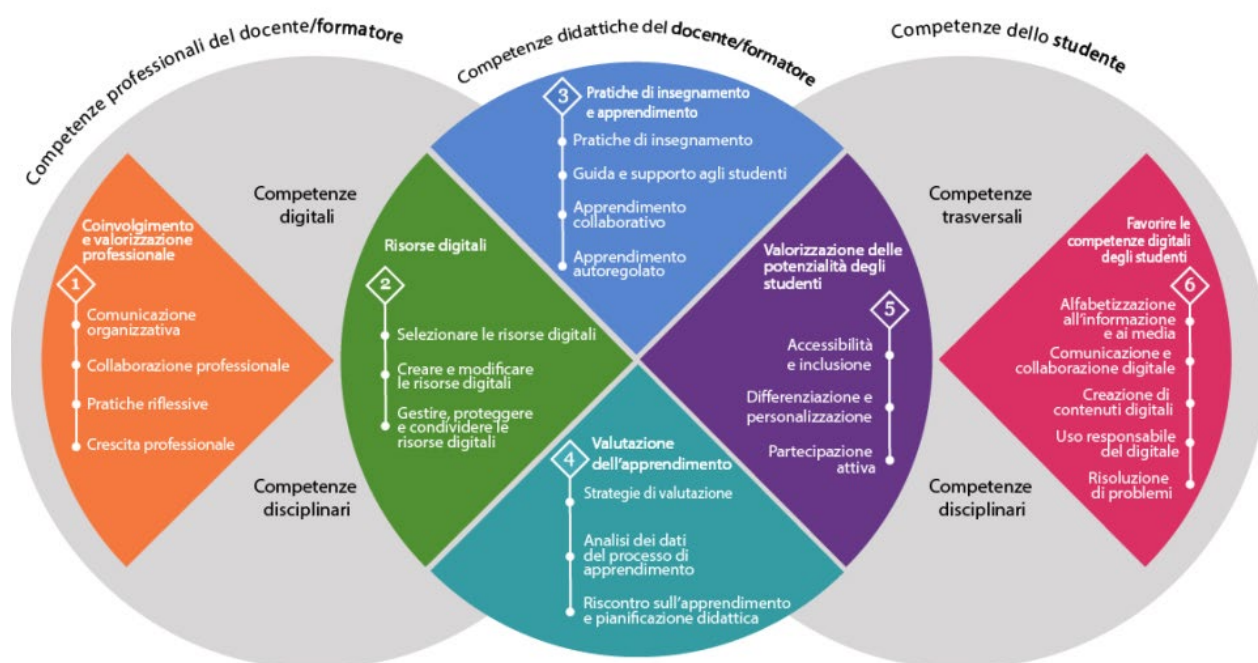 Competenze professionali del docente/formatore
Competenze didattiche del docente/formatore
Competenze dello studente
Competenze
digitali
Competenze
disciplinari
Coinvolgimento
e valorizzazione
professionale
1
Comunicazione
organizzativa
Collaborazione professionale
Pratiche riflessive
Crescita professionale
Risorse digitali
2
Selezionare le risorse digitali
Creare e modificare
le risorse digitali
Gestire, proteggere
e condividere le
risorse digitali
3
Pratiche di insegnamento
e apprendimento
Pratiche di insegnamento
Guida e supporto agli studenti
Apprendimento
collaborativo
Apprendimento
autoregolato
4
Valutazione
dell'apprendimento
Strategie di valutazione
Analisi dei dati
del processo di
apprendimento
Riscontro sull'apprendimento
e pianificazione didattica
Valorizzazione delle
potenzialità degli
studenti
5
Accessibilità
e inclusione
Differenziazione e
personalizzazione
Partecipazione
attiva
Competenze
trasversali
Competenze
disciplinari
Favorire le
competenze digitali
degli studenti
6
Alfabetizzazione
all'informazione
e ai media
Comunicazione e
collaborazione digitale
Creazione di
contenuti digitali
Uso responsabile
del digitale
Risoluzione
di problemi